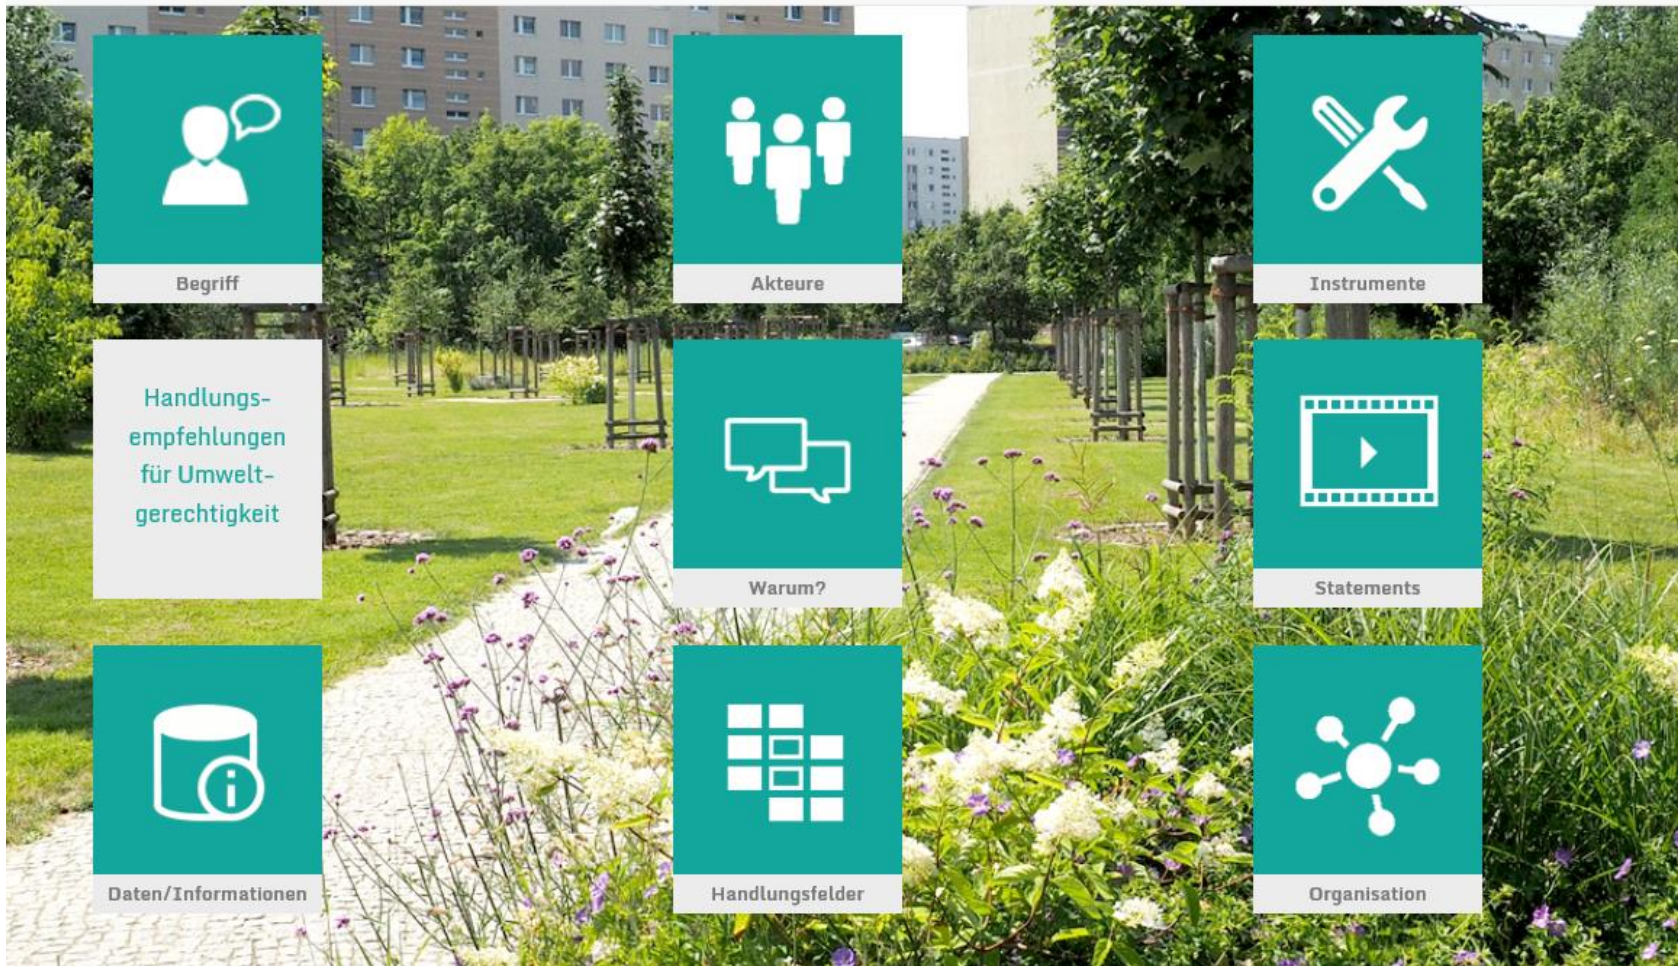 Begriff
Akteure
Instrumente
Handlungs-
empfehlungen
für Umwelt-
gerechtigkeit
Warum?
Statements
Daten/Informationen
Handlungsfelder
Organisation